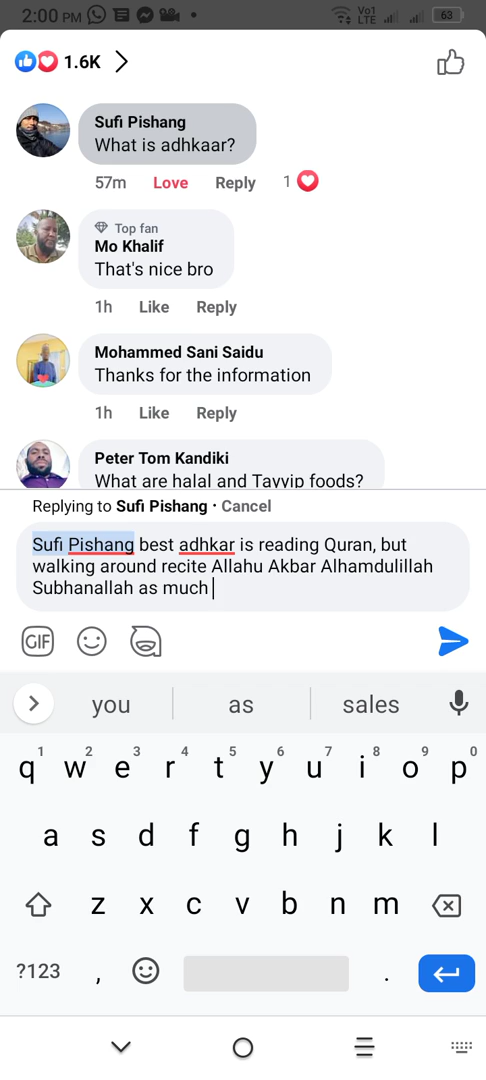 2:00 PM
Vo1
LTE
63
1.6K
Sufi Pishang
What is adhkaar?
57m Love Reply 1
Top fan
Mo Khalif
That's nice bro
1h Like Reply
Mohammed Sani Saidu
Thanks for the information
1h Like Reply
Peter Tom Kandiki
What are halal and Tayyip foods?
Replying to Sufi Pishang · Cancel
Sufi Pishang best adhkar is reading Quran, but
walking around recite Allahu Akbar Alhamdulillah
Subhanallah as much
GIF
you as sales
1 2 3 4 5 6 7 8 9 0
q w e r t y u i o p
a s d f g h j k l
z x c v b n m
?123 , .